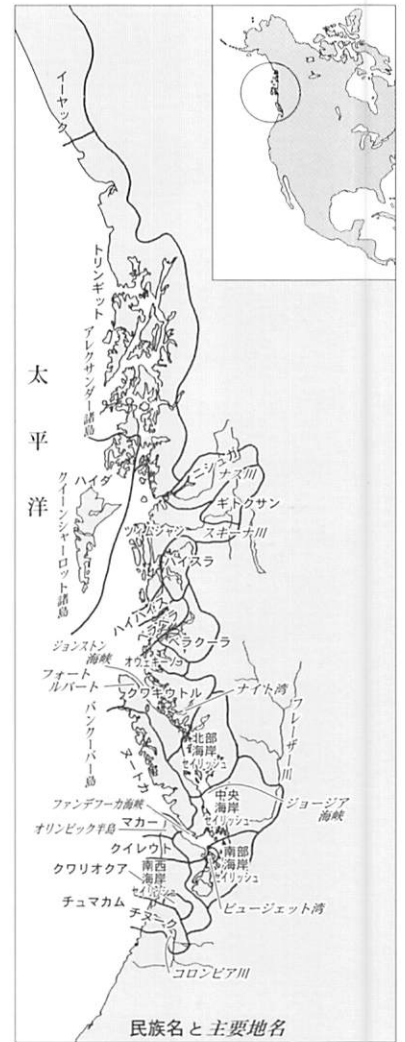 イーヤック
トリンギット
アレクサンダー諸島
太平洋
ハイダ
クイーンシャーロット諸島
ニシュガ
ナス川
ギトクサン
ツィムシャン
スキーナ川
ハイスラ
ハイハイスラ
ベラクーラ
ジョンストン
海峡
オウェキーノ
フォート
ルパート
クワキウトル
ナイト湾
バンクーバー島
ヌートカ
フレーザー川
北部
海岸
セイリッシュ
中央
海岸
セイリッシュ
ジョージア
海峡
ファンデフーカ海峡
マカー
オリンピック半島
クイレウト
南部
海岸
セイリッシュ
クワリオクア
南西
海岸
セイリッシュ
チュマカム
チヌーク
ピュージェット湾
コロンビア川
民族名と主要地名